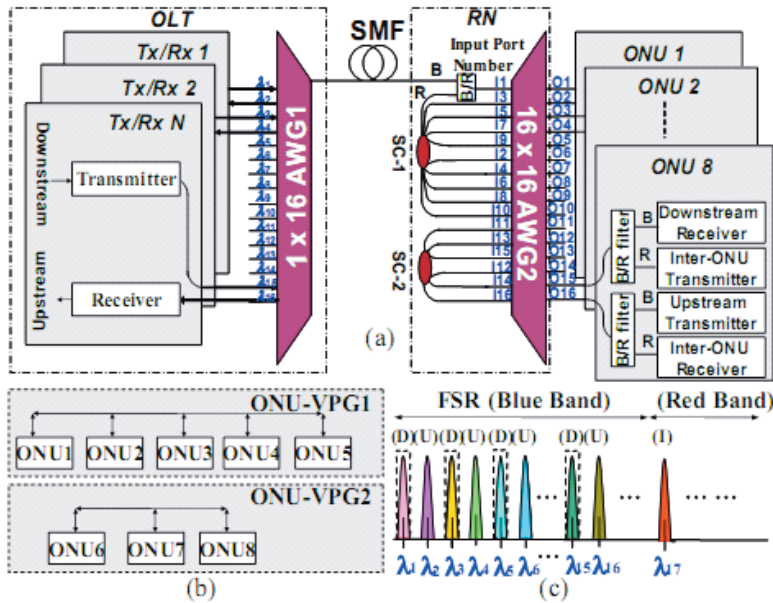 OLT
SMF
RN
Tx/Rx 1
Tx/Rx 2
Tx/Rx N
Downstream
Transmitter
Upstream
Receiver
λ1
λ2
λ3
λ4
λ5
λ6
λ7
λ8
λ9
λ10
λ11
λ12
λ13
λ14
λ15
λ16
1 x 16 AWG1
Input Port
Number
B
R
B/R
SC-1
SC-2
I1
I3
I5
I7
I9
I2
I4
I6
I8
I10
I11
I13
I15
I12
I14
I16
16 x 16 AWG2
O1
O2
O3
O4
O5
O6
O7
O8
O9
O10
O11
O12
O13
O14
O15
O16
ONU 1
ONU 2
ONU 8
B/R filter
B
R
Downstream
Receiver
Inter-ONU
Transmitter
B/R filter
B
R
Upstream
Transmitter
Inter-ONU
Receiver
(a)
ONU-VPG1
ONU1 ONU2 ONU3 ONU4 ONU5
ONU-VPG2
ONU6 ONU7 ONU8
(b)
FSR (Blue Band) (Red Band)
(D)(U) (D)(U) (D)(U) (D)(U) (I)
... ... ...
...
λ1 λ2 λ3 λ4 λ5 λ6 λ15 λ16 λ17
(c)